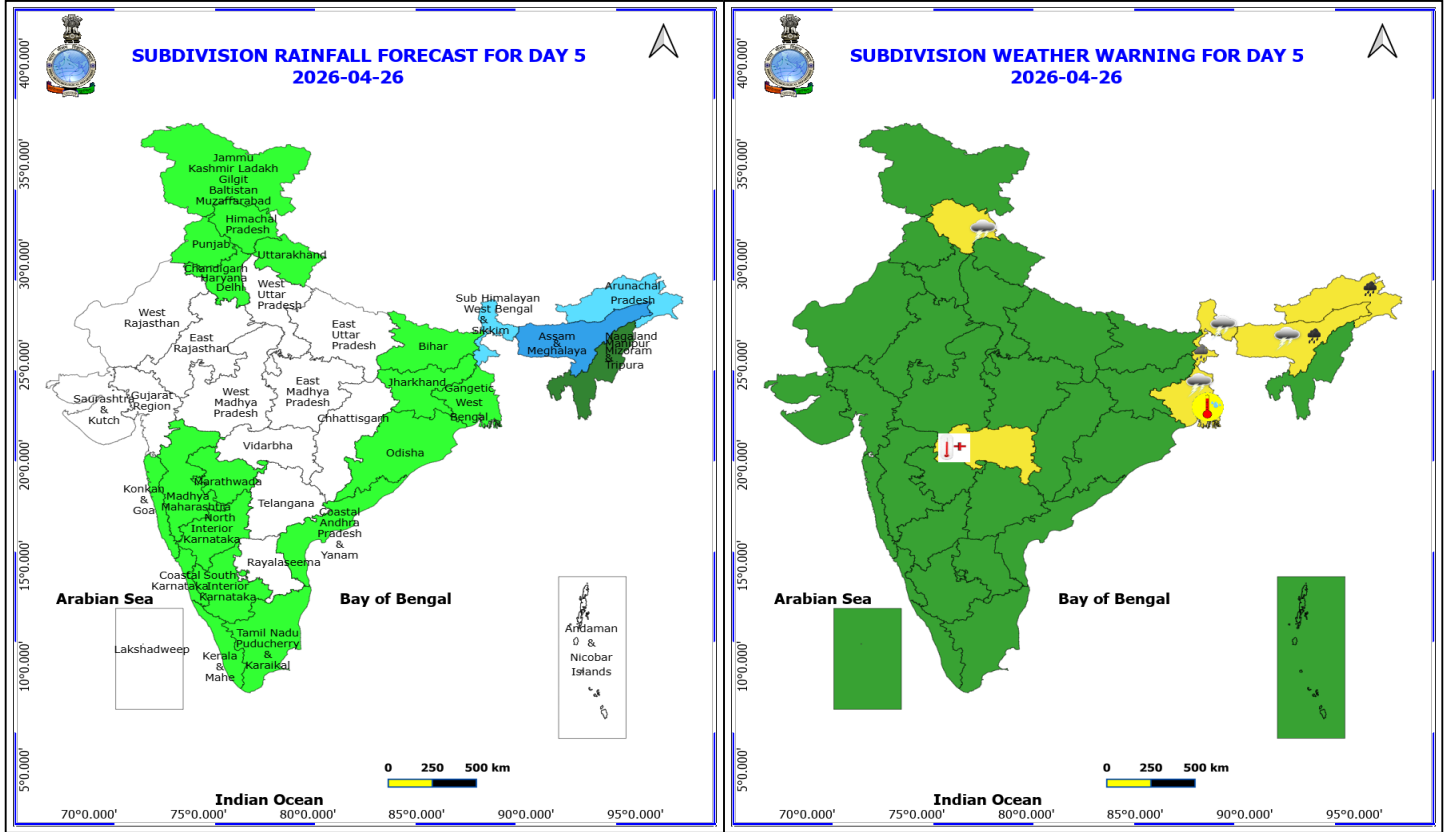 SUBDIVISION RAINFALL FORECAST FOR DAY 5
2026-04-26
40°0.000'
35°0.000'
30°0.000'
25°0.000'
20°0.000'
15°0.000'
10°0.000'
5°0.000'
Jammu
Kashmir Ladakh
Gilgit
Baltistan
Muzaffarabad
Himachal
Pradesh
Punjab
Uttarakhand
Chandigarh
Haryana
Delhi
West
Uttar
Pradesh
West
Rajasthan
East
Rajasthan
East
Uttar
Pradesh
Sub Himalayan
West Bengal
&
Sikkim
Arunachal
Pradesh
Assam
&
Meghalaya
Nagaland
Manipur
Mizoram
&
Tripura
Bihar
Jharkhand
Gangetic
West
Bengal
Saurashtra
&
Kutch
Gujarat
Region
West
Madhya
Pradesh
East
Madhya
Pradesh
Chhattisgarh
Vidarbha
Odisha
Konkan
&
Goa
Marathwada
Madhya
Maharashtra
North
Interior
Karnataka
Telangana
Coastal
Andhra
Pradesh
&
Yanam
Rayalaseema
Coastal
Karnataka
South
Interior
Karnataka
Arabian Sea
Bay of Bengal
Lakshadweep
Kerala
&
Mahe
Tamil Nadu
Puducherry
&
Karaikal
Andaman
&
Nicobar
Islands
0 250 500 km
Indian Ocean
70°0.000' 75°0.000' 80°0.000' 85°0.000' 90°0.000' 95°0.000'
SUBDIVISION WEATHER WARNING FOR DAY 5
2026-04-26
40°0.000'
35°0.000'
30°0.000'
25°0.000'
20°0.000'
15°0.000'
10°0.000'
5°0.000'
Arabian Sea
Bay of Bengal
0 250 500 km
Indian Ocean
70°0.000' 75°0.000' 80°0.000' 85°0.000' 90°0.000' 95°0.000'